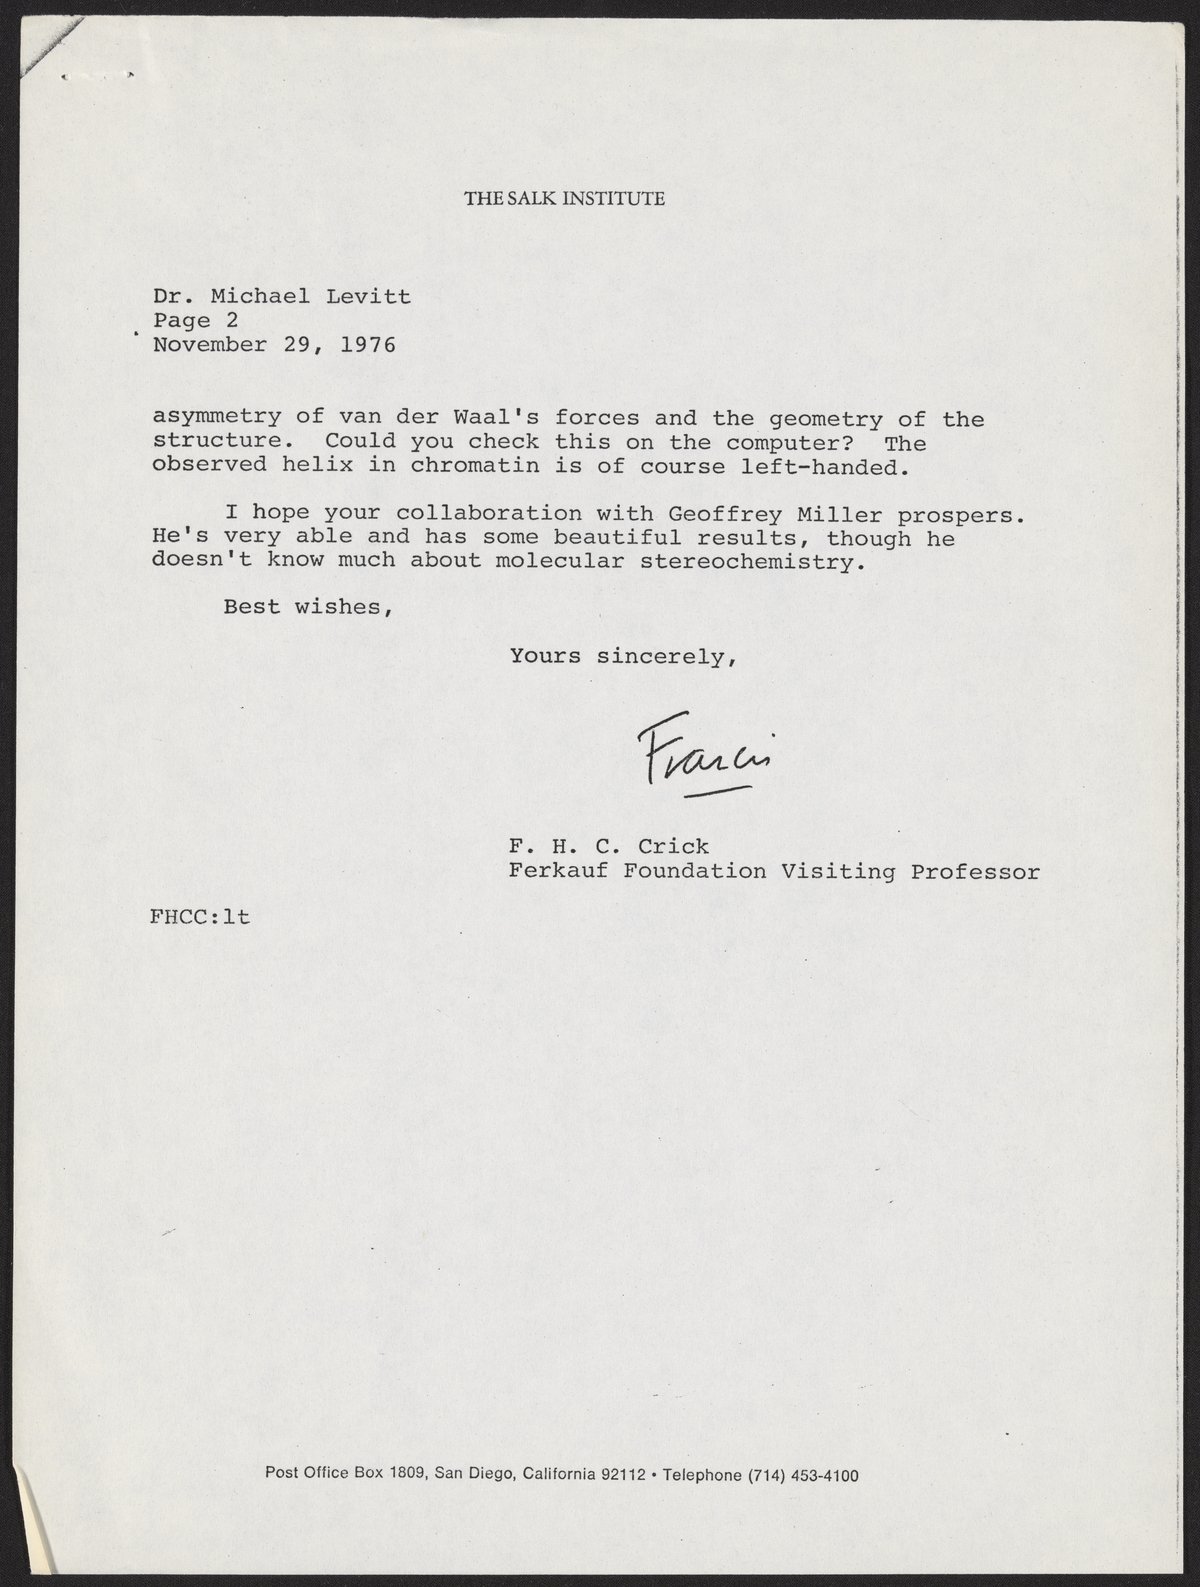 THE SALK INSTITUTE
Dr. Michael Levitt
Page 2
November 29, 1976
asymmetry of van der Waal's forces and the geometry of the
structure. Could you check this on the computer? The
observed helix in chromatin is of course left-handed.
I hope your collaboration with Geoffrey Miller prospers.
He's very able and has some beautiful results, though he
doesn't know much about molecular stereochemistry.
Best wishes,
Yours sincerely,
Francis
F. H. C. Crick
Ferkauf Foundation Visiting Professor
FHCC:lt
Post Office Box 1809, San Diego, California 92112 • Telephone (714) 453-4100